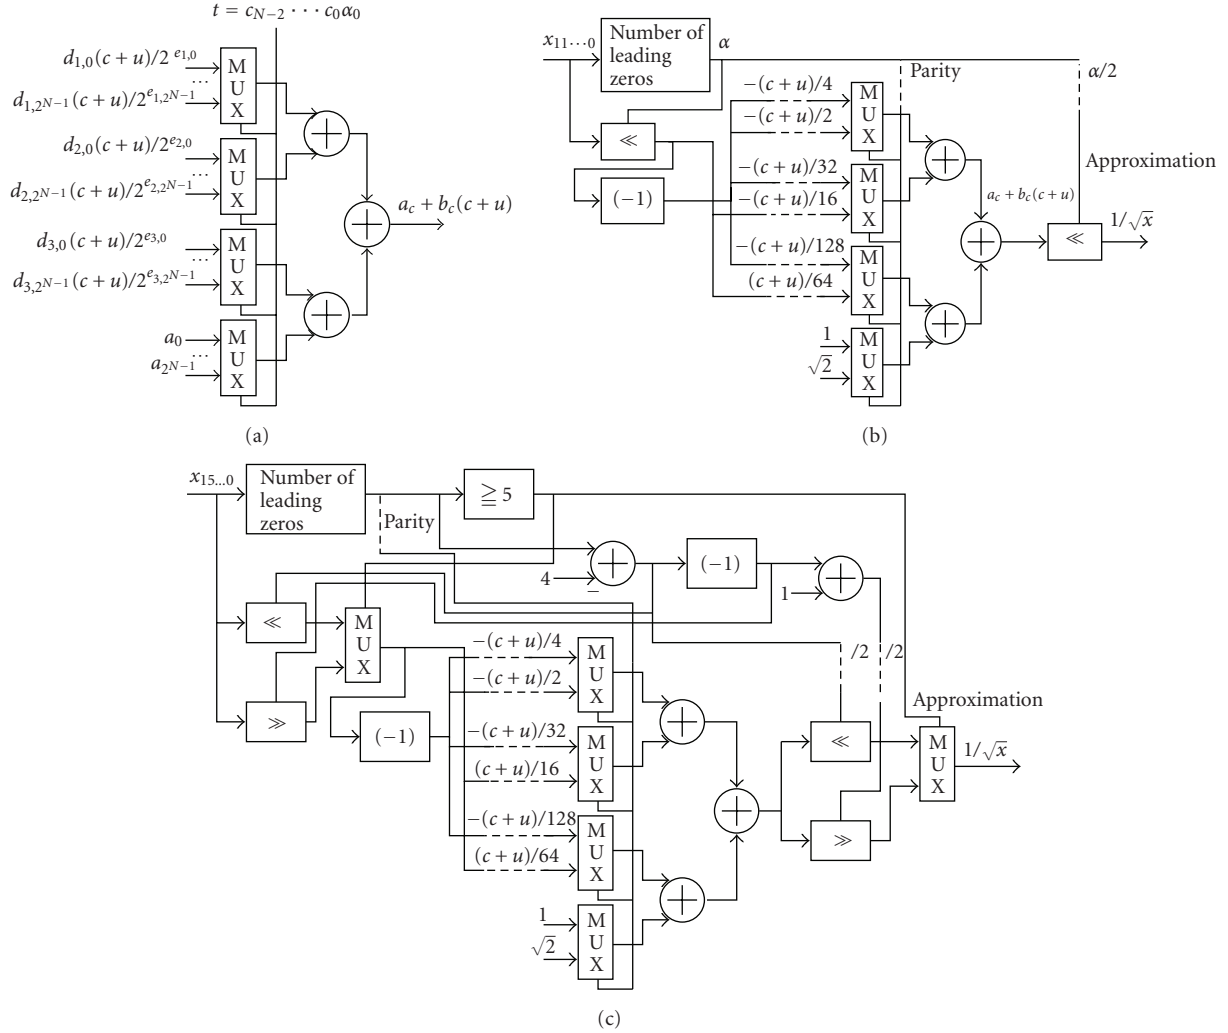 t = c_{N−2} · · · c_0α_0
d_{1,0}(c + u)/2^{e_{1,0}}
...
d_{1,2^{N−1}}(c + u)/2^{e_{1,2^{N−1}}}
M
U
X
d_{2,0}(c + u)/2^{e_{2,0}}
...
d_{2,2^{N−1}}(c + u)/2^{e_{2,2^{N−1}}}
M
U
X
d_{3,0}(c + u)/2^{e_{3,0}}
...
d_{3,2^{N−1}}(c + u)/2^{e_{3,2^{N−1}}}
M
U
X
a_0
...
a_{2^{N−1}}
M
U
X
+
+
+
a_c + b_c(c + u)
(a)
x_{11···0}
Number of
leading
zeros
α
Parity
α/2
≪
(−1)
−(c + u)/4
−(c + u)/2
M
U
X
−(c + u)/32
−(c + u)/16
M
U
X
−(c + u)/128
(c + u)/64
M
U
X
1
√2
M
U
X
+
+
a_c + b_c(c + u)
+
Approximation
≪
1/√x
(b)
x_{15...0}
Number of
leading
zeros
Parity
≧ 5
4
−
+
(−1)
1
+
≪
≫
M
U
X
(−1)
−(c + u)/4
−(c + u)/2
M
U
X
−(c + u)/32
(c + u)/16
M
U
X
−(c + u)/128
(c + u)/64
M
U
X
1
√2
M
U
X
+
+
+
/2
/2
≪
≫
Approximation
M
U
X
1/√x
(c)